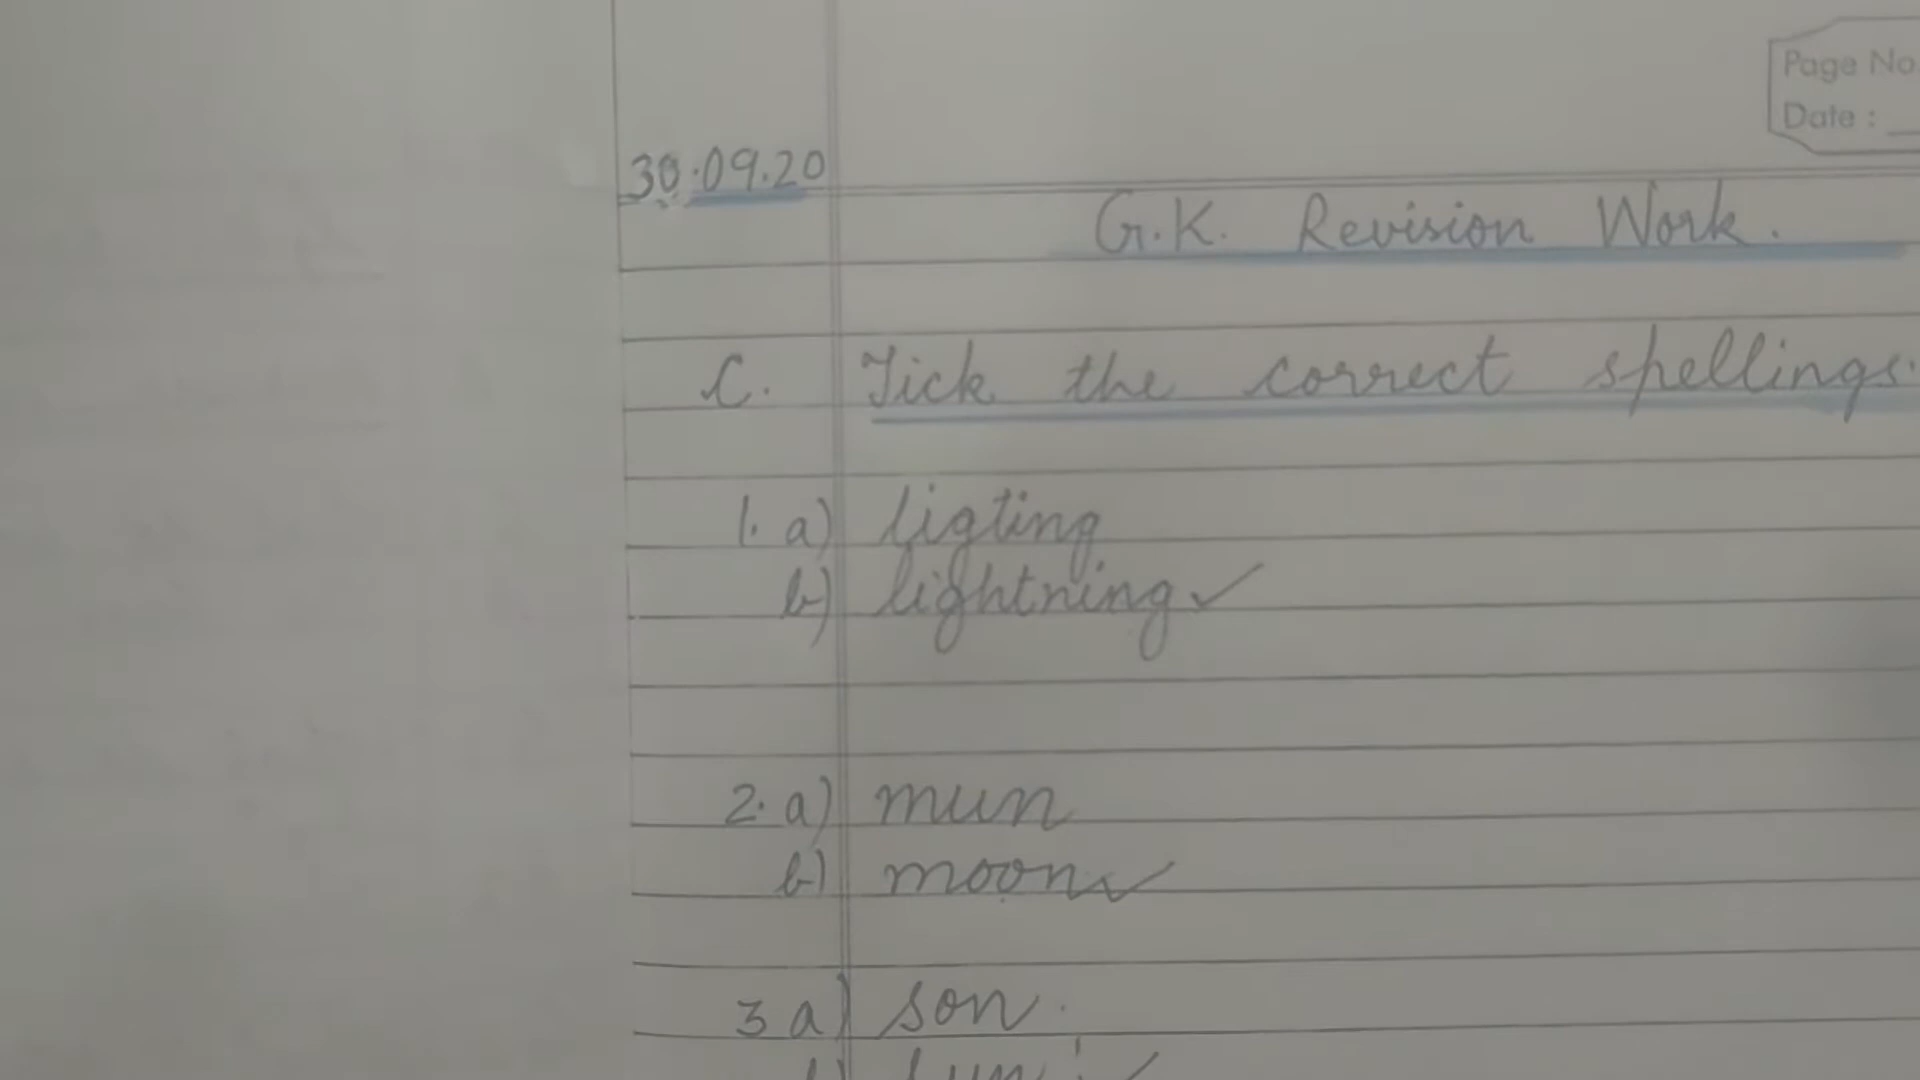 Page No.
Date :
30.09.20
G.K. Revision Work.
C. Tick the correct spellings.
1. a) ligting
b) lightning ✓
2. a) mun
b) moon ✓
3 a) son.